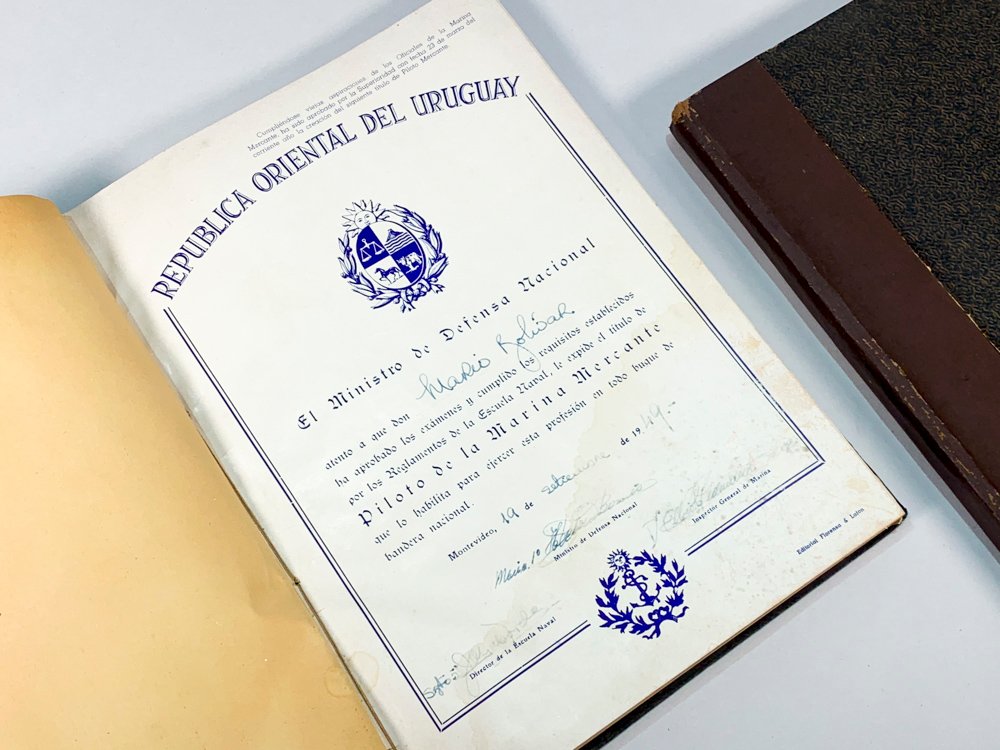 Cumpliéndose varias aspiraciones de los Oficiales de la Marina
Mercante, ha sido aprobado por la Superioridad con fecha 23 de marzo del
corriente año la creación del siguiente título de Piloto Mercante.
REPUBLICA ORIENTAL DEL URUGUAY
El Ministro de Defensa Nacional
atento a que don Mario Bolivar
ha aprobado los exámenes y cumplido los requisitos establecidos
por los Reglamentos de la Escuela Naval, le expide el título de
Piloto de la Marina Mercante
que lo habilita para ejercer esta profesión en todo buque de
bandera nacional.
Montevideo, 19 de setiembre de 1949.-
Ministro de Defensa Nacional
Inspector General de Marina
Director de la Escuela Naval
Editorial Florensa & Lafon